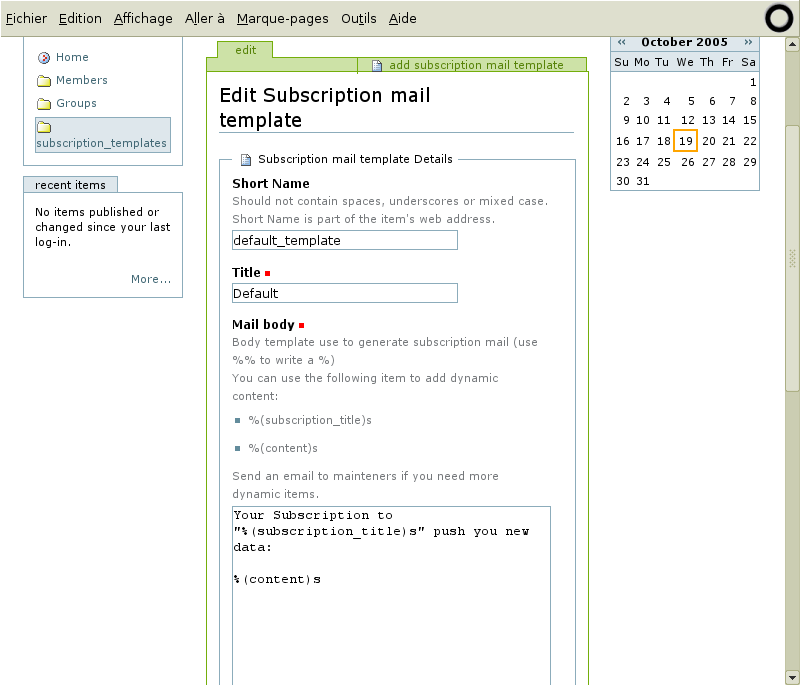 Fichier Edition Affichage Aller à Marque-pages Outils Aide
Home
Members
Groups
subscription_templates
recent items
No items published or
changed since your last
log-in.
More...
edit
add subscription mail template
Edit Subscription mail
template
Subscription mail template Details
Short Name
Should not contain spaces, underscores or mixed case.
Short Name is part of the item's web address.
default_template
Title
Default
Mail body
Body template use to generate subscription mail (use
%% to write a %)
You can use the following item to add dynamic
content:
%(subscription_title)s
%(content)s
Send an email to mainteners if you need more
dynamic items.
Your Subscription to
"%(subscription_title)s" push you new
data:
%(content)s
« October 2005 »
Su Mo Tu We Th Fr Sa
1
2 3 4 5 6 7 8
9 10 11 12 13 14 15
16 17 18 19 20 21 22
23 24 25 26 27 28 29
30 31